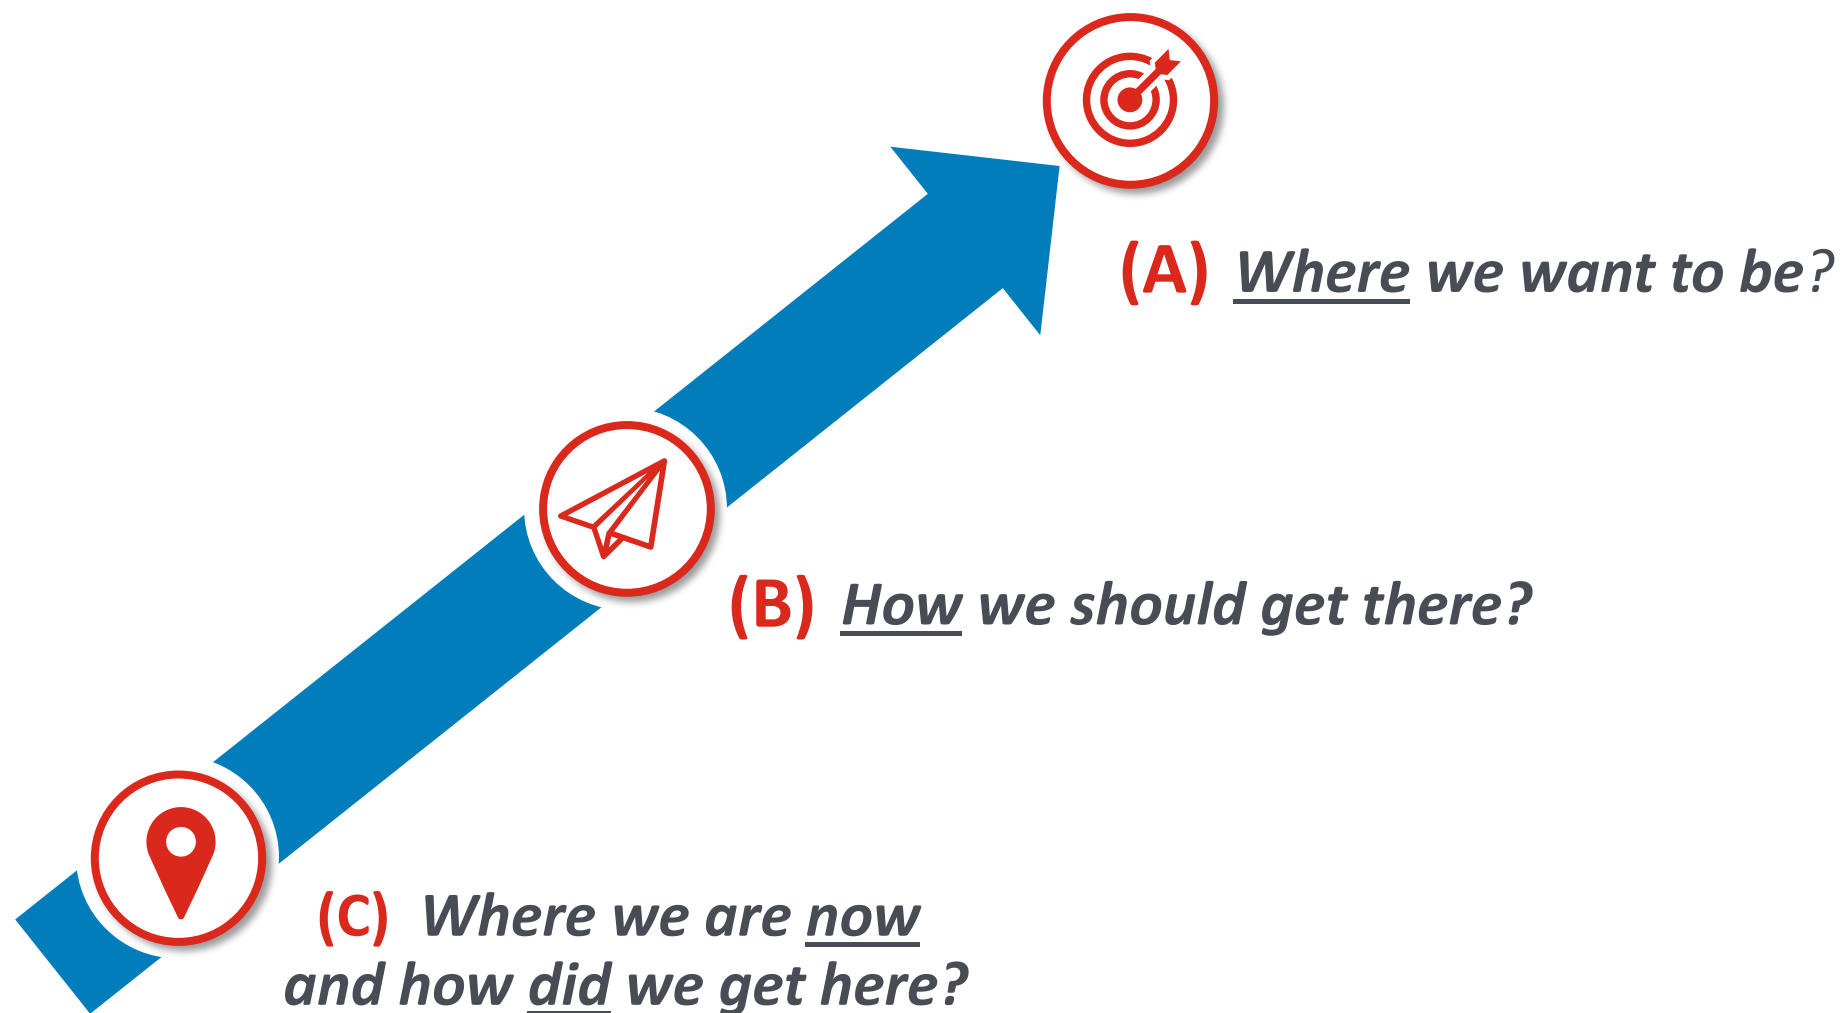 (A) Where we want to be?
(B) How we should get there?
(C) Where we are now
and how did we get here?